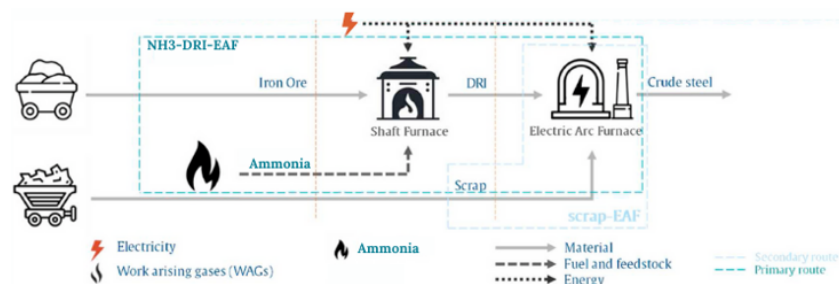 NH3-DRI-EAF
Iron Ore
DRI
Crude steel
Shaft Furnace
Electric Arc Furnace
Ammonia
Scrap
scrap-EAF
Electricity
Ammonia
Work arising gases (WAGs)
Material
Fuel and feedstock
Energy
Secondary route
Primary route